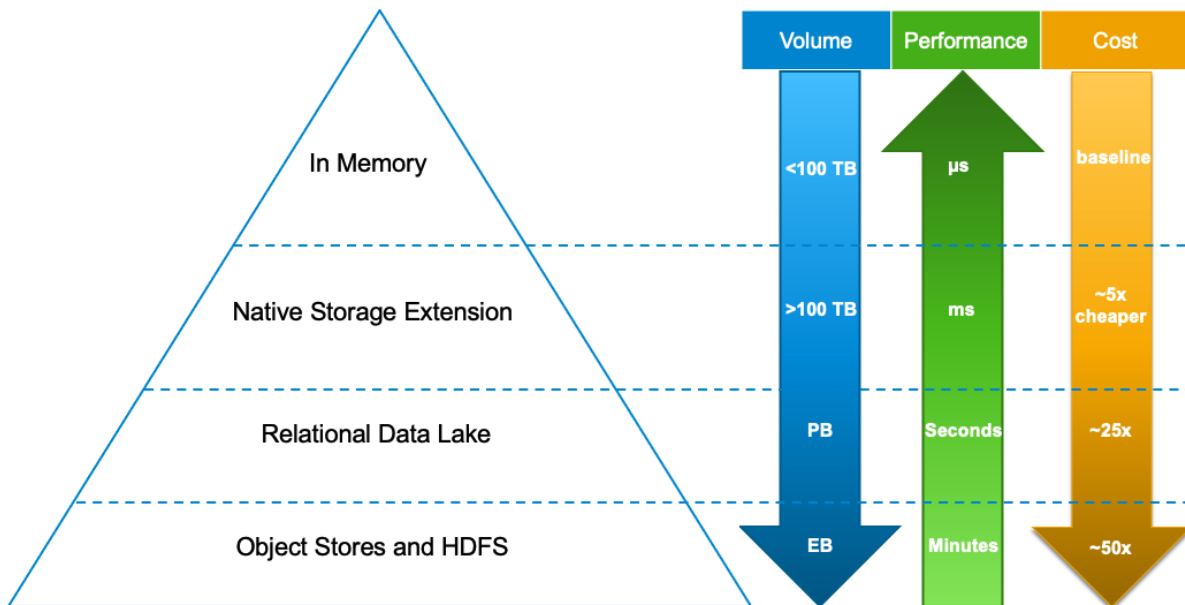 Volume
Performance
Cost
In Memory
<100 TB
µs
baseline
Native Storage Extension
>100 TB
ms
~5x
cheaper
Relational Data Lake
PB
Seconds
~25x
Object Stores and HDFS
EB
Minutes
~50x